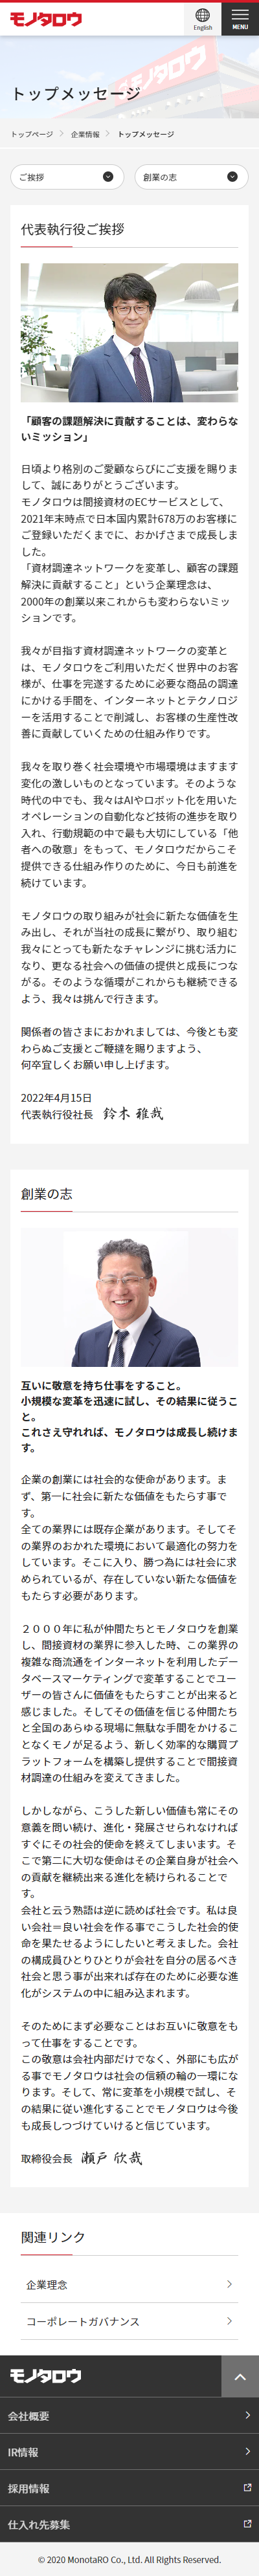 モノタロウ
English
MENU
モノタロウ
トップメッセージ
トップページ
企業情報
トップメッセージ
ご挨拶
創業の志
代表執行役ご挨拶
「顧客の課題解決に貢献することは、変わらな
いミッション」
日頃より格別のご愛顧ならびにご支援を賜りま
して、誠にありがとうございます。
モノタロウは間接資材のECサービスとして、
2021年末時点で日本国内累計678万のお客様に
ご登録いただくまでに、おかげさまで成長しま
した。
「資材調達ネットワークを変革し、顧客の課題
解決に貢献すること」という企業理念は、
2000年の創業以来これからも変わらないミッ
ションです。
我々が目指す資材調達ネットワークの変革と
は、モノタロウをご利用いただく世界中のお客
様が、仕事を完遂するために必要な商品の調達
にかける手間を、インターネットとテクノロジ
ーを活用することで削減し、お客様の生産性改
善に貢献していくための仕組み作りです。
我々を取り巻く社会環境や市場環境はますます
変化の激しいものとなっています。そのような
時代の中でも、我々はAIやロボット化を用いた
オペレーションの自動化など技術の進歩を取り
入れ、行動規範の中で最も大切にしている「他
者への敬意」をもって、モノタロウだからこそ
提供できる仕組み作りのために、今日も前進を
続けています。
モノタロウの取り組みが社会に新たな価値を生
み出し、それが当社の成長に繋がり、取り組む
我々にとっても新たなチャレンジに挑む活力に
なり、更なる社会への価値の提供と成長につな
がる。そのような循環がこれからも継続できる
よう、我々は挑んで行きます。
関係者の皆さまにおかれましては、今後とも変
わらぬご支援とご鞭撻を賜りますよう、
何卒宜しくお願い申し上げます。
2022年4月15日
代表執行役社長 鈴木 雅哉
創業の志
互いに敬意を持ち仕事をすること。
小規模な変革を迅速に試し、その結果に従うこ
と。
これさえ守れれば、モノタロウは成長し続けま
す。
企業の創業には社会的な使命があります。ま
ず、第一に社会に新たな価値をもたらす事で
す。
全ての業界には既存企業があります。そしてそ
の業界のおかれた環境において最適化の努力を
しています。そこに入り、勝つ為には社会に求
められているが、存在していない新たな価値を
もたらす必要があります。
２０００年に私が仲間たちとモノタロウを創業
し、間接資材の業界に参入した時、この業界の
複雑な商流通をインターネットを利用したデー
タベースマーケティングで変革することでユー
ザーの皆さんに価値をもたらすことが出来ると
感じました。そしてその価値を信じる仲間たち
と全国のあらゆる現場に無駄な手間をかけるこ
となくモノが足るよう、新しく効率的な購買プ
ラットフォームを構築し提供することで間接資
材調達の仕組みを変えてきました。
しかしながら、こうした新しい価値も常にその
意義を問い続け、進化・発展させられなければ
すぐにその社会的使命を終えてしまいます。そ
こで第二に大切な使命はその企業自身が社会へ
の貢献を継続出来る進化を続けられることで
す。
会社と云う熟語は逆に読めば社会です。私は良
い会社＝良い社会を作る事でこうした社会的使
命を果たせるようにしたいと考えました。会社
の構成員ひとりひとりが会社を自分の居るべき
社会と思う事が出来れば存在のために必要な進
化がシステムの中に組み込まれます。
そのためにまず必要なことはお互いに敬意をも
って仕事をすることです。
この敬意は会社内部だけでなく、外部にも広が
る事でモノタロウは社会の信頼の輪の一環にな
ります。そして、常に変革を小規模で試し、そ
の結果に従い進化することでモノタロウは今後
も成長しつづけていけると信じています。
取締役会長 瀬戸 欣哉
関連リンク
企業理念
コーポレートガバナンス
モノタロウ
会社概要
IR情報
採用情報
仕入れ先募集
© 2020 MonotaRO Co., Ltd. All Rights Reserved.